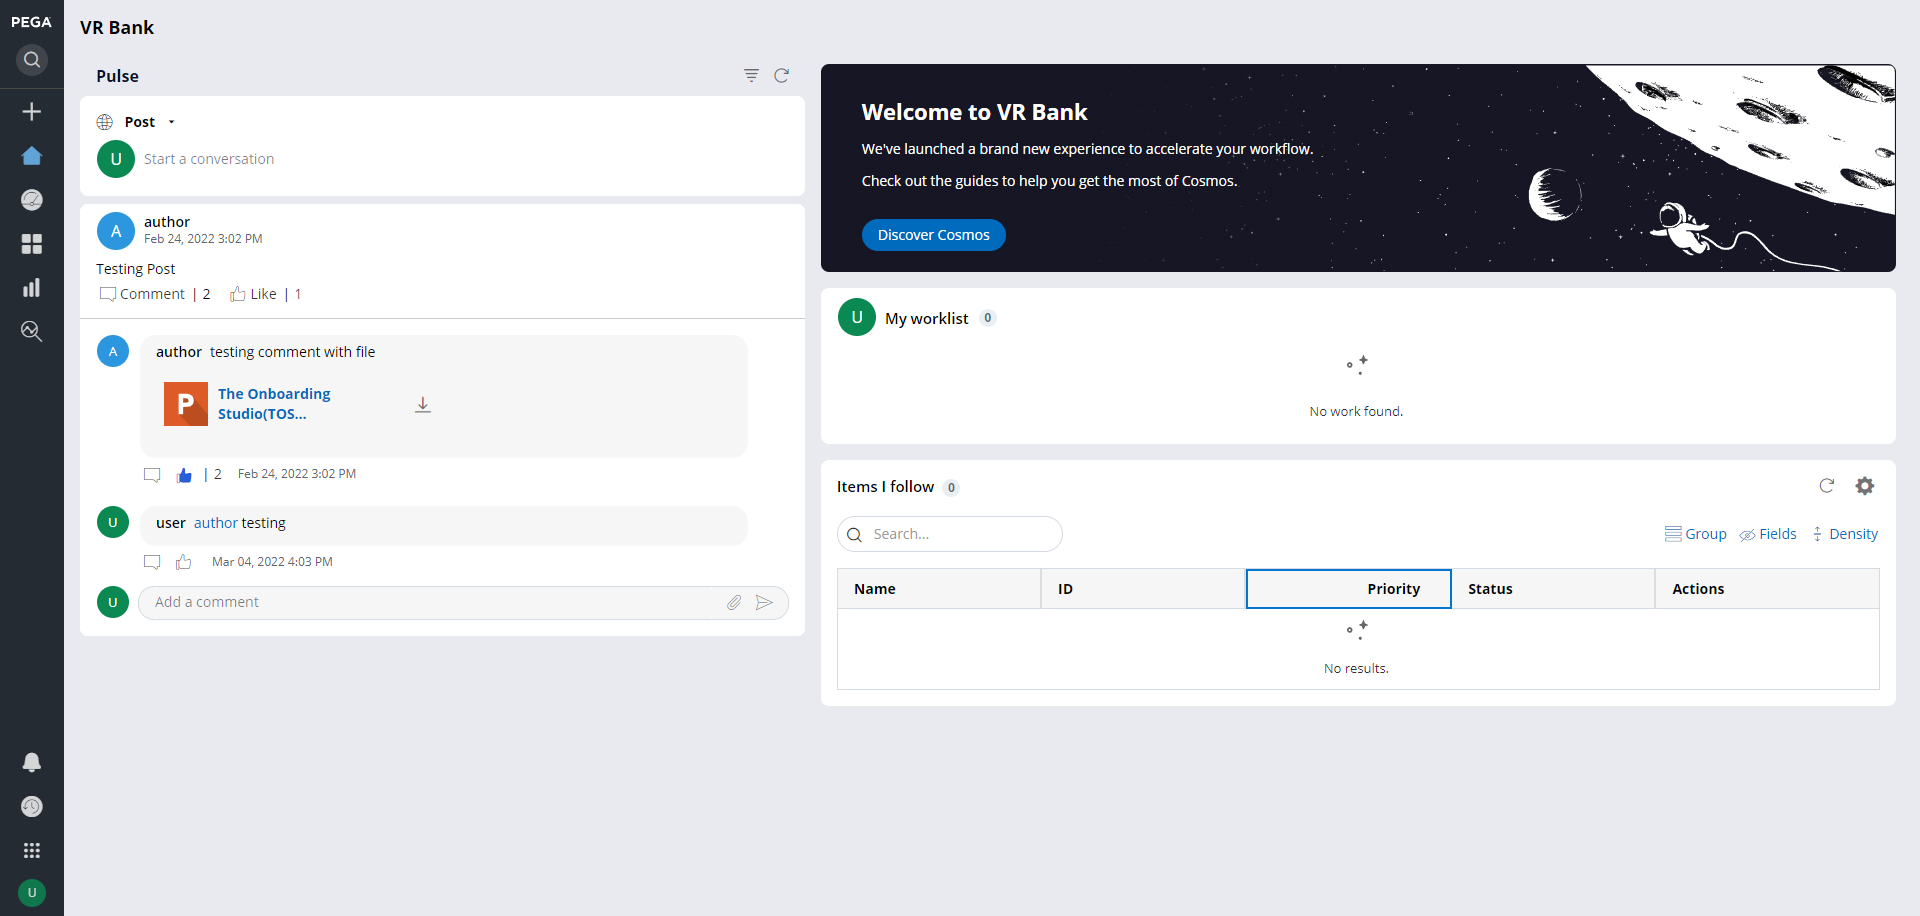 PEGA
VR Bank
Pulse
Post
U
Start a conversation
A
author
Feb 24, 2022 3:02 PM
Testing Post
Comment | 2 Like | 1
A
author testing comment with file
P
The Onboarding
Studio(TOS...
| 2 Feb 24, 2022 3:02 PM
U
user author testing
Mar 04, 2022 4:03 PM
U
Add a comment
U
Welcome to VR Bank
We've launched a brand new experience to accelerate your workflow.
Check out the guides to help you get the most of Cosmos.
Discover Cosmos
U
My worklist 0
No work found.
Items I follow 0
Search...
Group Fields Density
Name ID Priority Status Actions
No results.